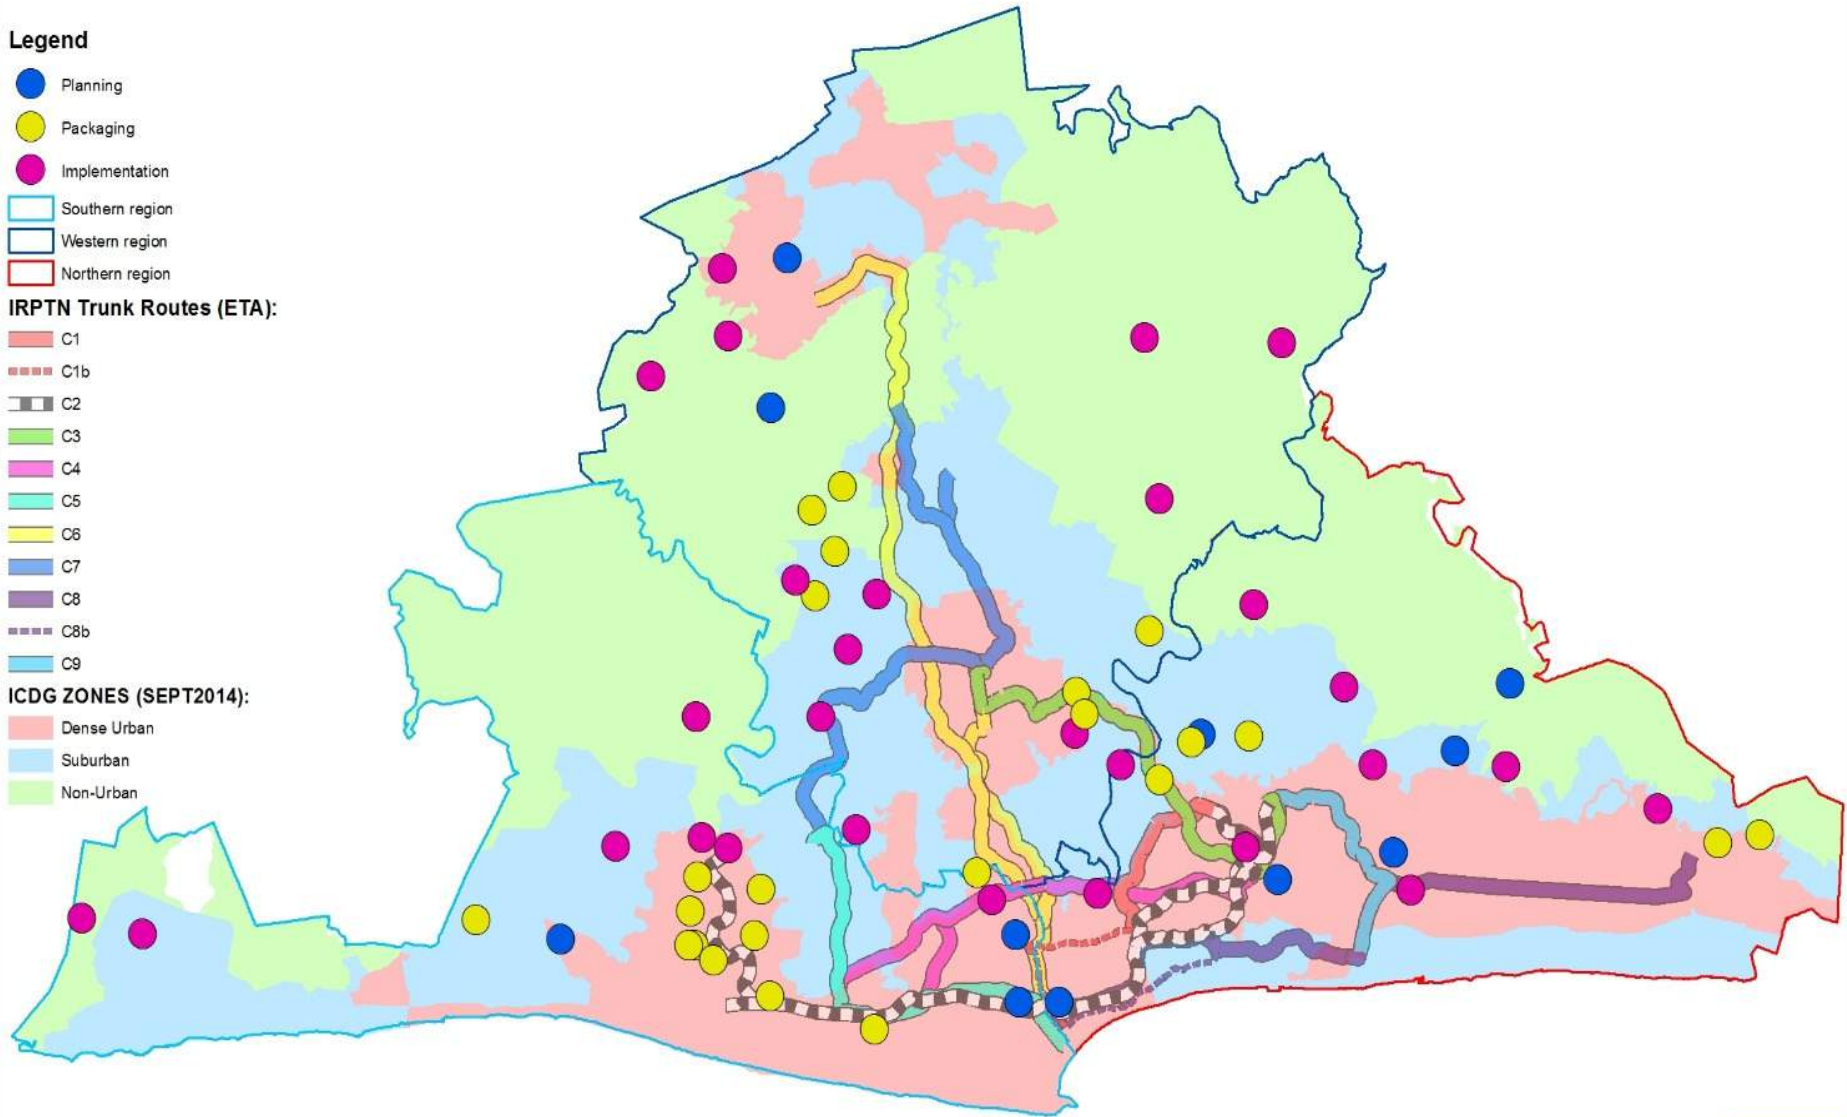 Legend
Planning
Packaging
Implementation
Southern region
Western region
Northern region
IRPTN Trunk Routes (ETA):
C1
C1b
C2
C3
C4
C5
C6
C7
C8
C8b
C9
ICDG ZONES (SEPT2014):
Dense Urban
Suburban
Non-Urban